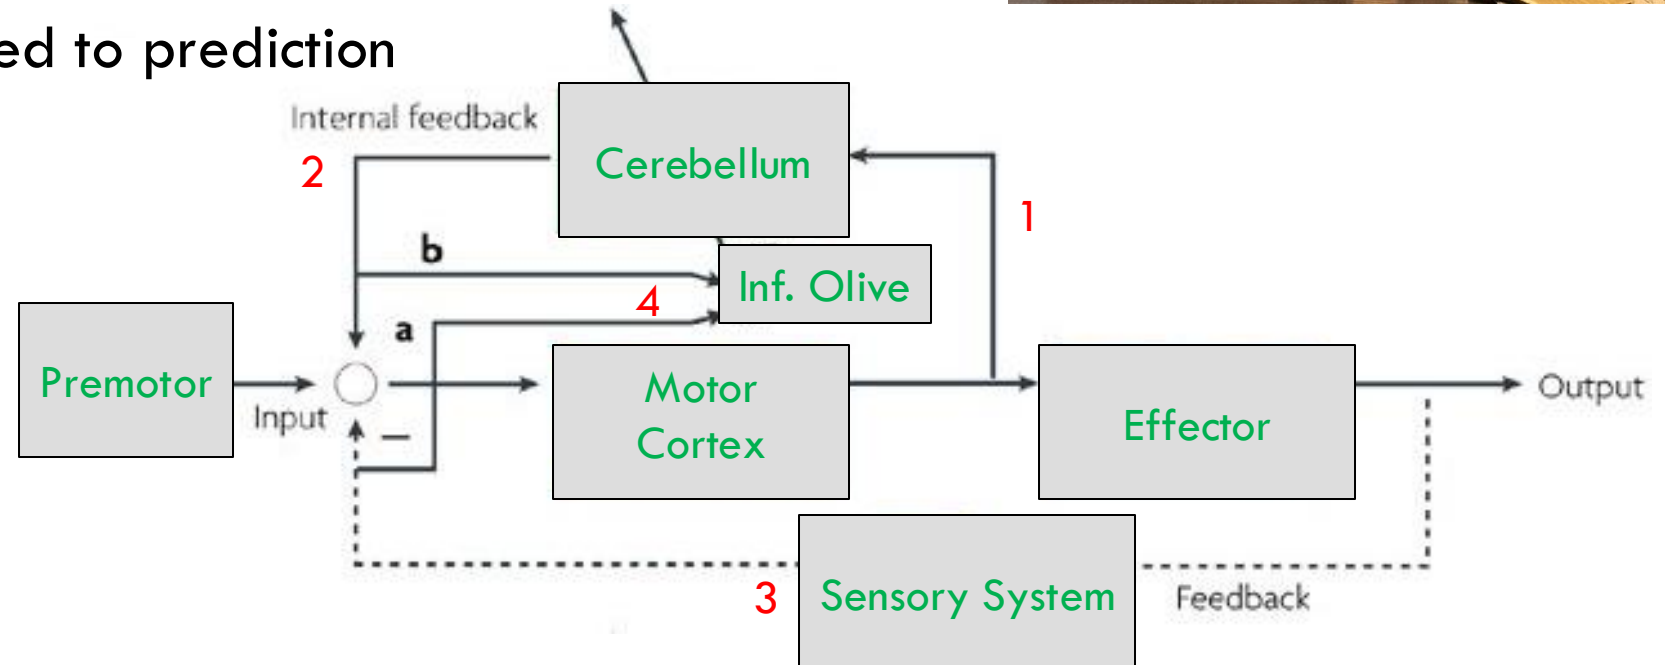 ed to prediction
Internal feedback
2
Cerebellum
1
b
Inf. Olive
4
a
Premotor
Input
Motor
Cortex
Effector
Output
–
3
Sensory System
Feedback